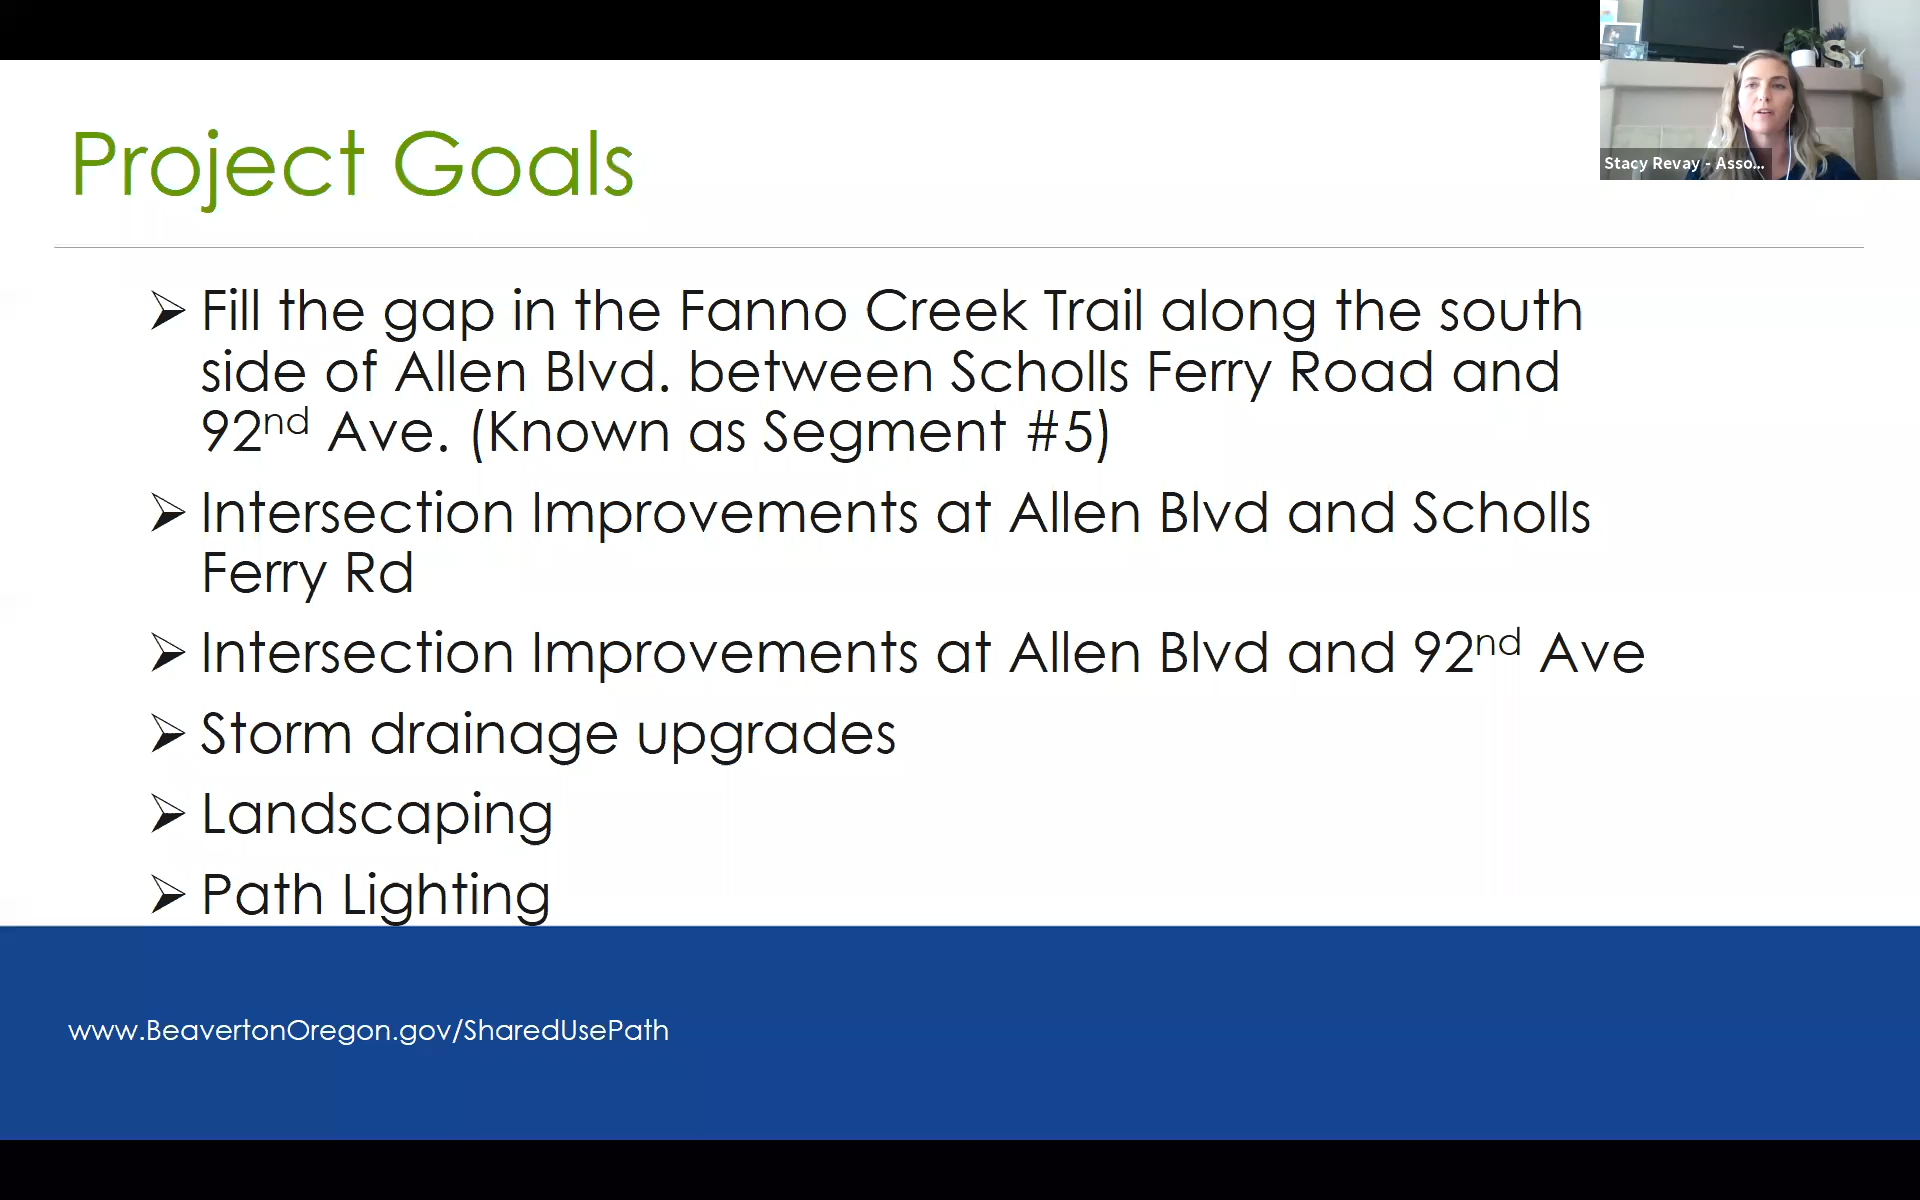 Project Goals
Stacy Revay - Asso...
➢ Fill the gap in the Fanno Creek Trail along the south
side of Allen Blvd. between Scholls Ferry Road and
92nd Ave. (Known as Segment #5)
➢ Intersection Improvements at Allen Blvd and Scholls
Ferry Rd
➢ Intersection Improvements at Allen Blvd and 92nd Ave
➢ Storm drainage upgrades
➢ Landscaping
➢ Path Lighting
www.BeavertonOregon.gov/SharedUsePath